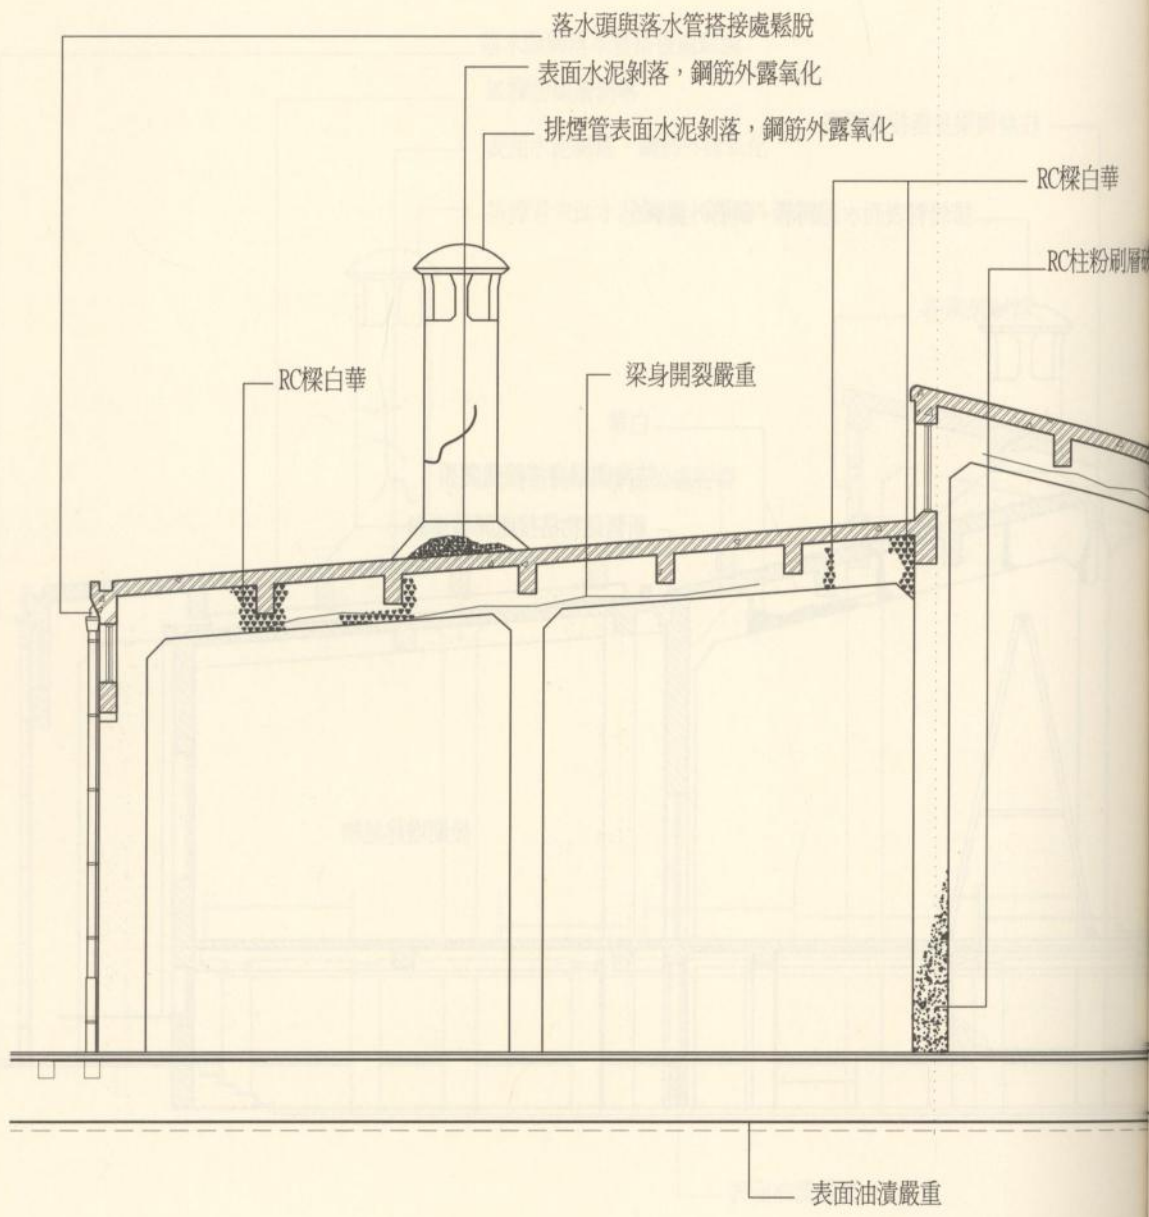 落水頭與落水管搭接處鬆脫
表面水泥剝落，鋼筋外露氧化
排煙管表面水泥剝落，鋼筋外露氧化
RC樑白華
RC柱粉刷層
RC樑白華
梁身開裂嚴重
表面油漬嚴重